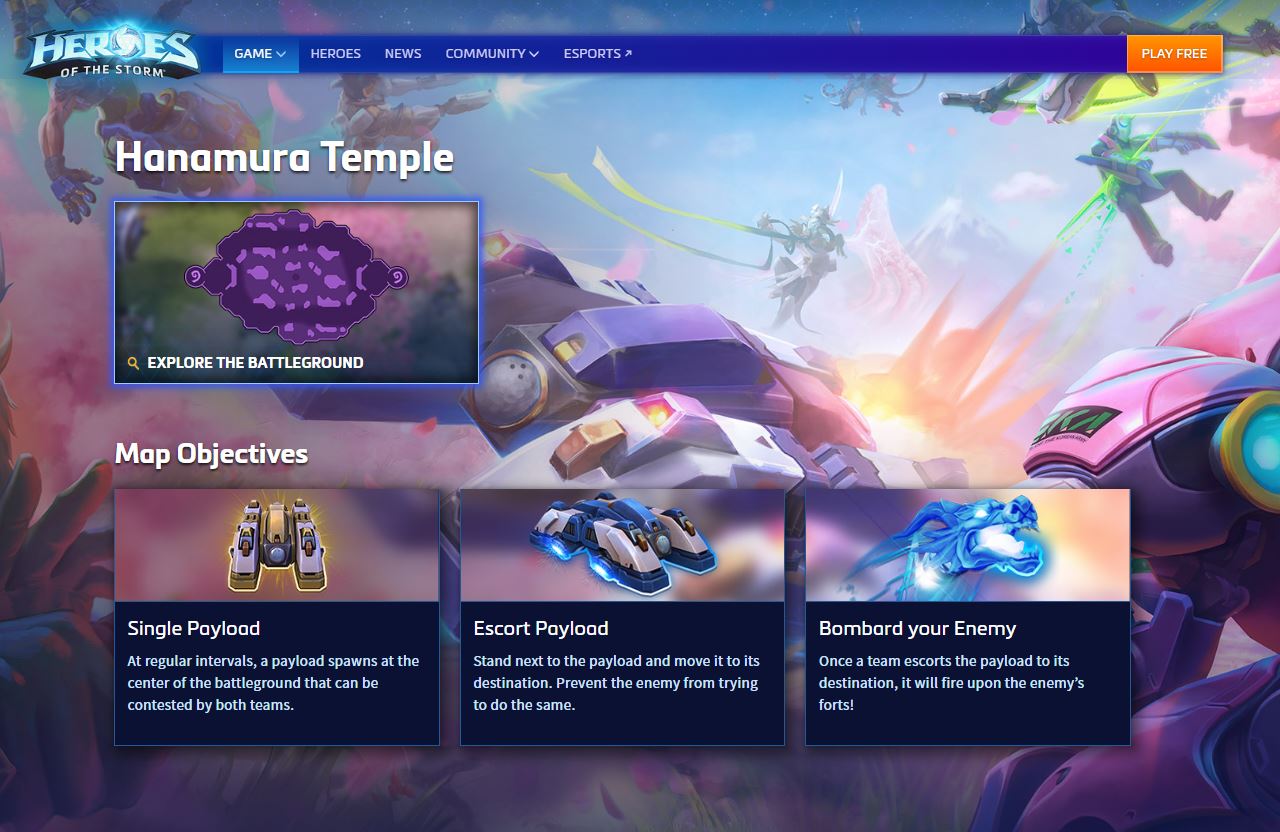 HEROES
OF THE STORM
GAME
HEROES
NEWS
COMMUNITY
ESPORTS
PLAY FREE
Hanamura Temple
EXPLORE THE BATTLEGROUND
Map Objectives
Single Payload
At regular intervals, a payload spawns at the
center of the battleground that can be
contested by both teams.
Escort Payload
Stand next to the payload and move it to its
destination. Prevent the enemy from trying
to do the same.
Bombard your Enemy
Once a team escorts the payload to its
destination, it will fire upon the enemy’s
forts!